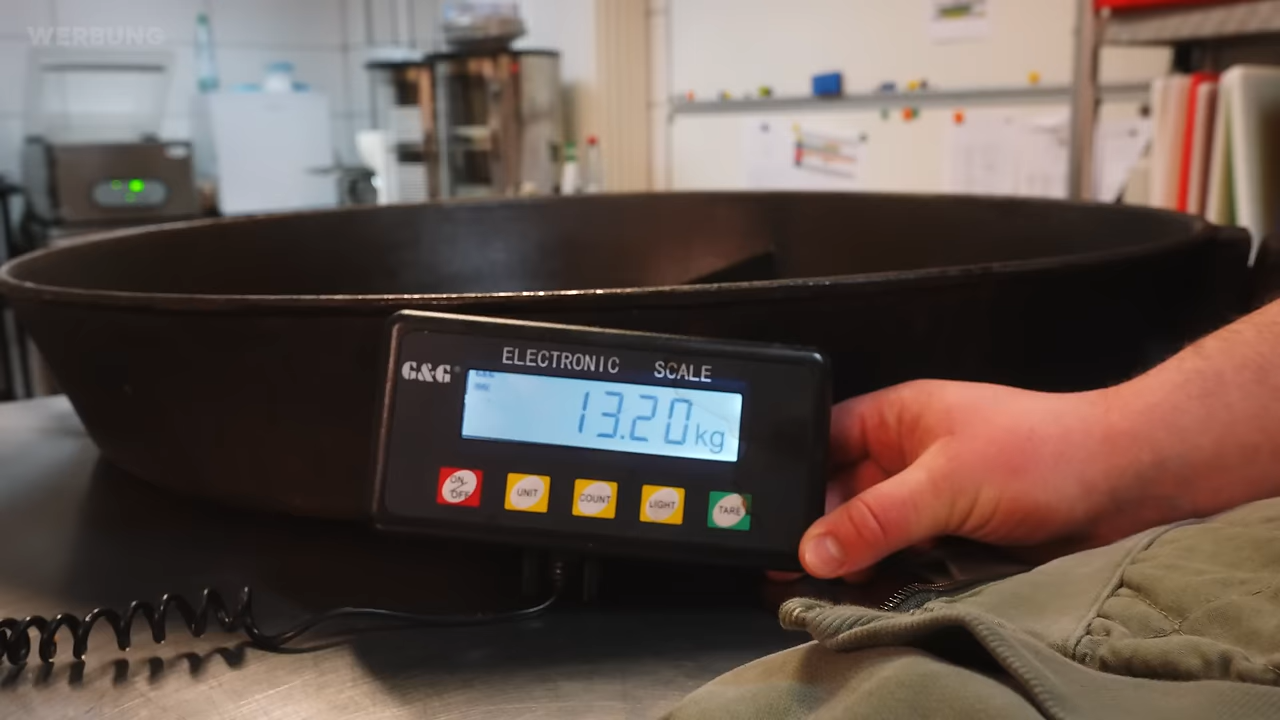 WERBUNG
ELECTRONIC SCALE
G&G
13.20 kg
ON/OFF
UNIT
COUNT
LIGHT
TARE